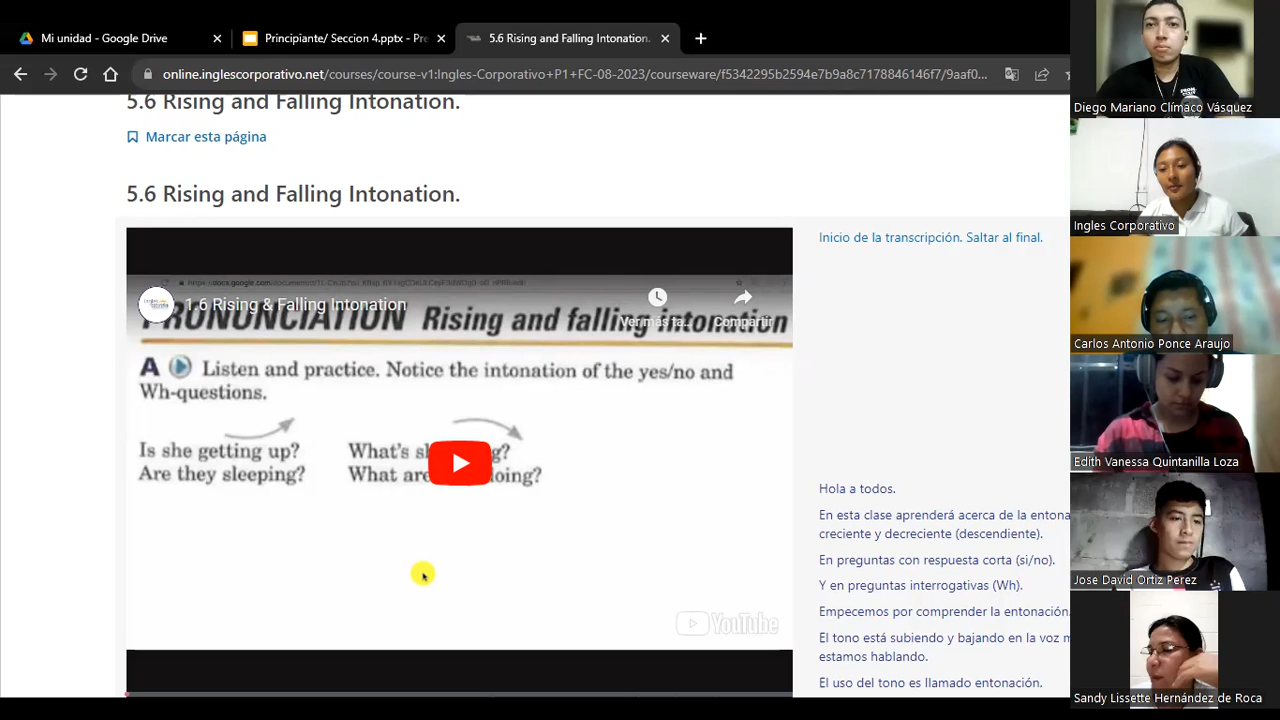 Mi unidad - Google Drive
Principiante/ Seccion 4.pptx - Pre
5.6 Rising and Falling Intonation.
online.inglescorporativo.net/courses/course-v1:Ingles-Corporativo+P1+FC-08-2023/courseware/f5342295b2594e7b9a8c7178846146f7/9aaf0...
5.6 Rising and Falling Intonation.
Marcar esta página
5.6 Rising and Falling Intonation.
Inicio de la transcripción. Saltar al final.
1.6 Rising & Falling Intonation
Ver más ta...
Compartir
PRONUNCIATION Rising and falling intonation
A Listen and practice. Notice the intonation of the yes/no and
Wh-questions.
Is she getting up?
What's
Are they sleeping?
What are
YouTube
Hola a todos.
En esta clase aprenderá acerca de la entona
creciente y decreciente (descendiente).
En preguntas con respuesta corta (si/no).
Y en preguntas interrogativas (Wh).
Empecemos por comprender la entonación.
El tono está subiendo y bajando en la voz m
estamos hablando.
El uso del tono es llamado entonación.
Diego Mariano Clímaco Vásquez
Ingles Corporativo
Carlos Antonio Ponce Araujo
Edith Vanessa Quintanilla Loza
Jose David Ortiz Perez
Sandy Lissette Hernández de Roca